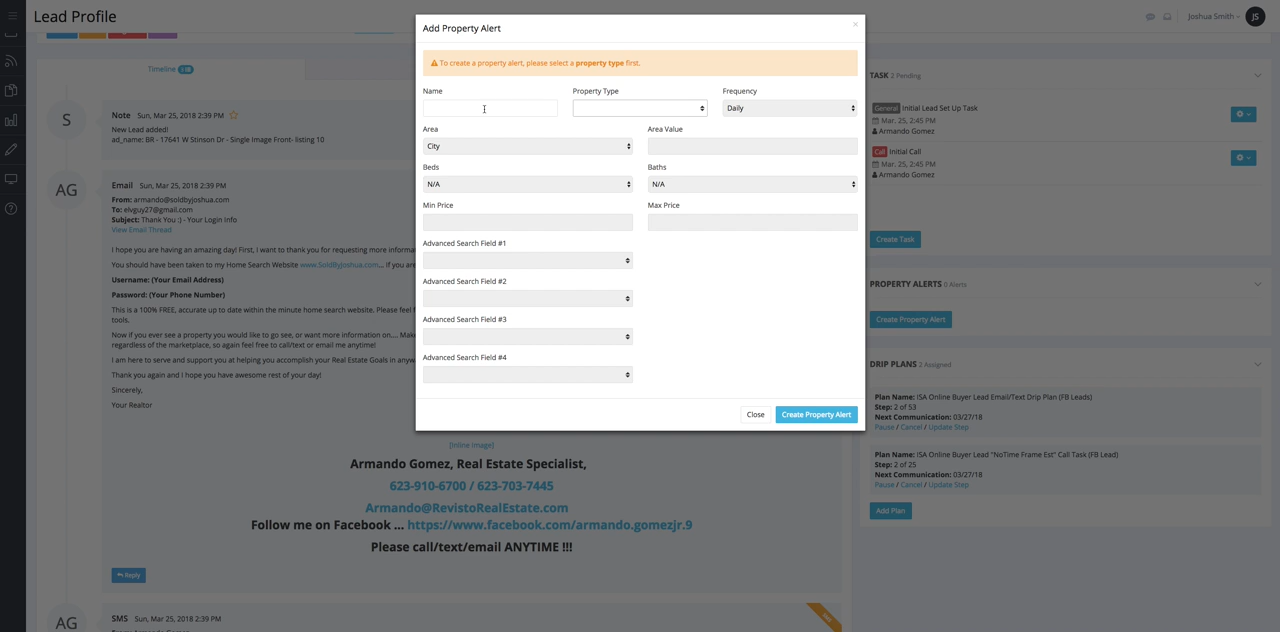 Lead Profile
Joshua Smith
JS
Timeline
S
Note Sun, Mar 25, 2018 2:39 PM
New Lead added!
ad_name: BR - 17641 W Stinson Dr - Single Image Front- listing 10
AG
Email Sun, Mar 25, 2018 2:39 PM
From: armando@soldbyjoshua.com
To: elvguy27@gmail.com
Subject: Thank You :) - Your Login Info
View Email Thread
I hope you are having an amazing day! First, I want to thank you for requesting more informa
You should have been taken to my Home Search Website www.SoldByJoshua.com... if you are
Username: (Your Email Address)
Password: (Your Phone Number)
This is a 100% FREE, accurate up to date within the minute home search website. Please feel f
tools.
Now if you ever see a property you would like to go see, or want more information on.... Make
regardless of the marketplace, so again feel free to call/text or email me anytime!
I am here to serve and support you at helping you accomplish your Real Estate Goals in anyw
Thank you again and I hope you have awesome rest of your day!
Sincerely,
Your Realtor
[Inline image]
Armando Gomez, Real Estate Specialist,
623-910-6700 / 623-703-7445
Armando@RevistoRealEstate.com
Follow me on Facebook ... https://www.facebook.com/armando.gomezjr.9
Please call/text/email ANYTIME !!!
Reply
AG
SMS Sun, Mar 25, 2018 2:39 PM
Add Property Alert
×
To create a property alert, please select a property type first.
Name
Property Type
Frequency
Daily
Area
City
Area Value
Beds
N/A
Baths
N/A
Min Price
Max Price
Advanced Search Field #1
Advanced Search Field #2
Advanced Search Field #3
Advanced Search Field #4
Close
Create Property Alert
TASK 2 Pending
General Initial Lead Set Up Task
Mar. 25, 2:45 PM
Armando Gomez
Call Initial Call
Mar. 25, 2:45 PM
Armando Gomez
Create Task
PROPERTY ALERTS 0 Alerts
Create Property Alert
DRIP PLANS 2 Assigned
Plan Name: ISA Online Buyer Lead Email/Text Drip Plan (FB Leads)
Step: 2 of 53
Next Communication: 03/27/18
Pause / Cancel / Update Step
Plan Name: ISA Online Buyer Lead "NoTime Frame Est" Call Task (FB Lead)
Step: 2 of 25
Next Communication: 03/27/18
Pause / Cancel / Update Step
Add Plan